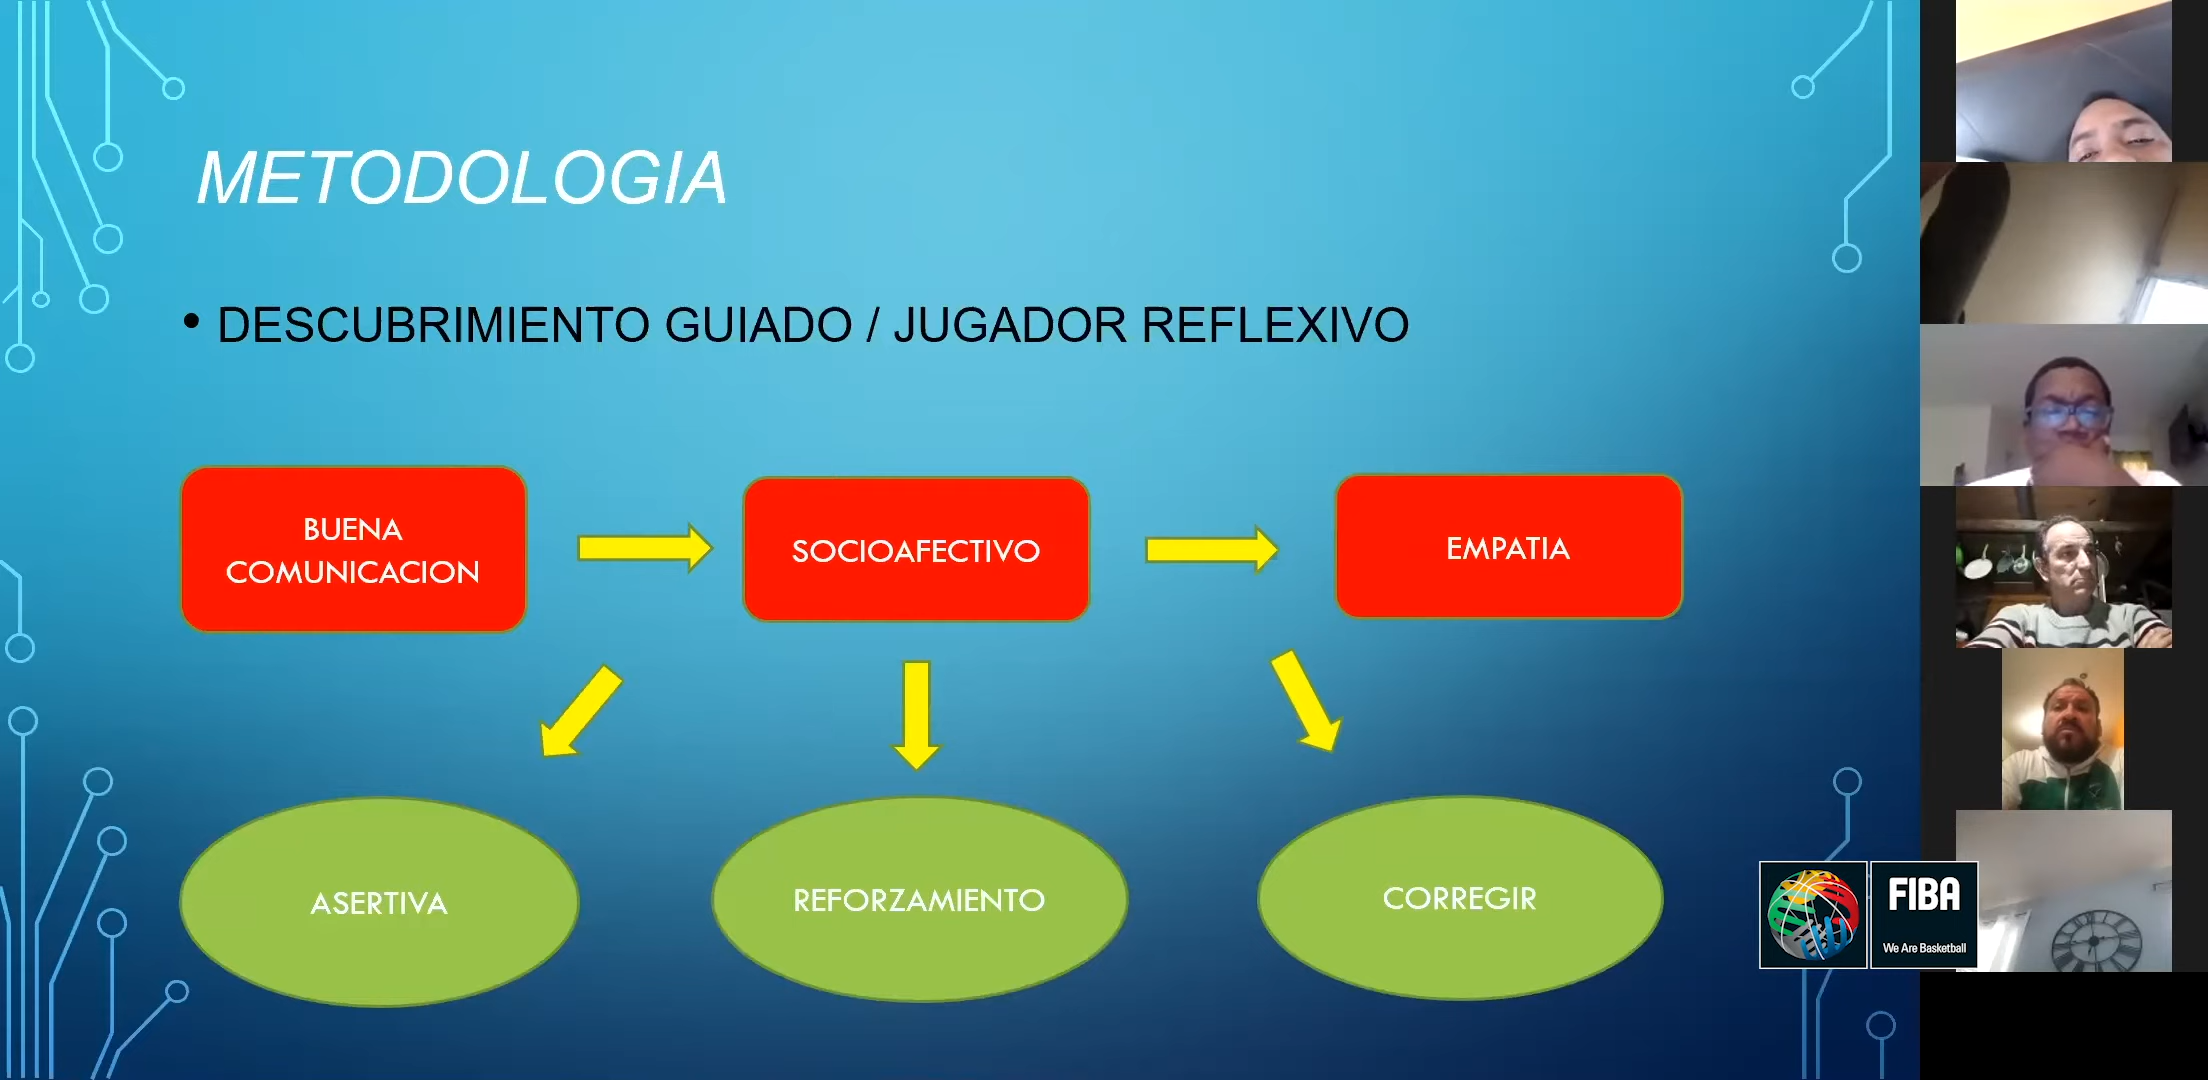 METODOLOGIA
• DESCUBRIMIENTO GUIADO / JUGADOR REFLEXIVO
BUENA
COMUNICACION
SOCIOAFECTIVO
EMPATIA
ASERTIVA
REFORZAMIENTO
CORREGIR
FIBA
We Are Basketball